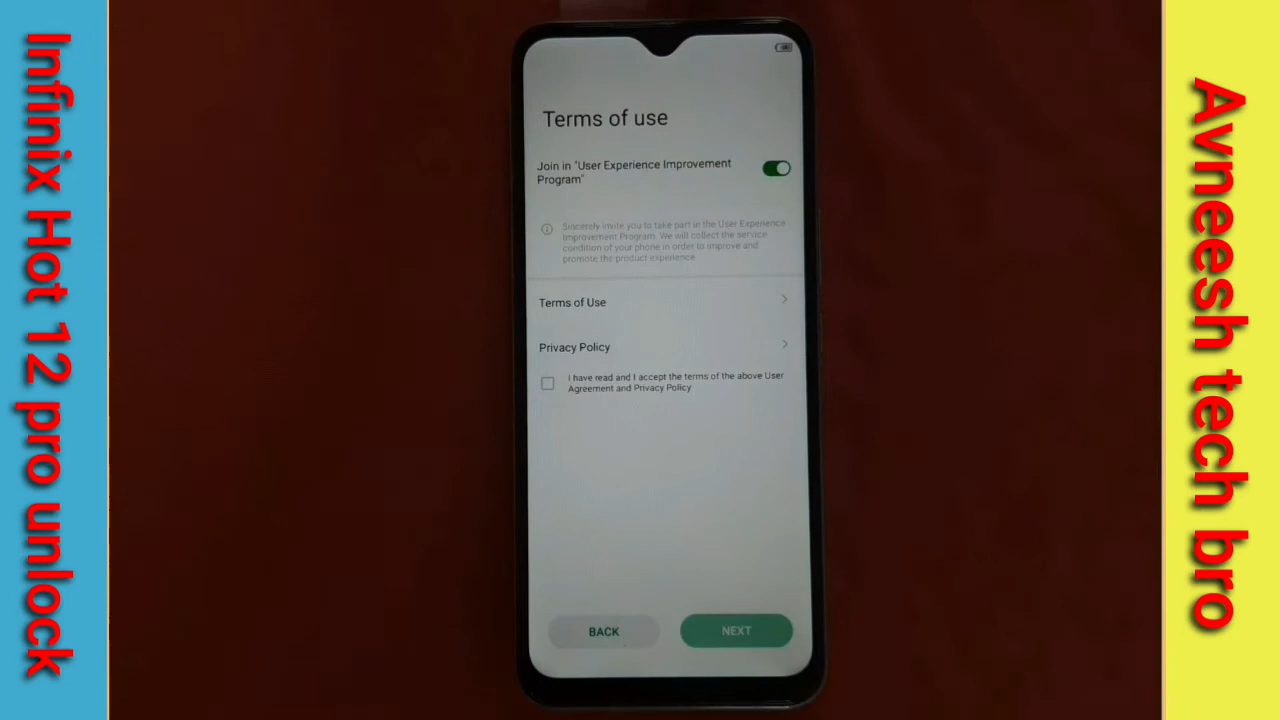 Infinix Hot 12 pro unlock
Terms of use
Join in "User Experience Improvement
Program"
Sincerely invite you to take part in the User Experience
Improvement Program. We will collect the service
condition of your phone in order to improve and
promote the product experience
Terms of Use
Privacy Policy
I have read and I accept the terms of the above User
Agreement and Privacy Policy
BACK
NEXT
Avneesh tech bro